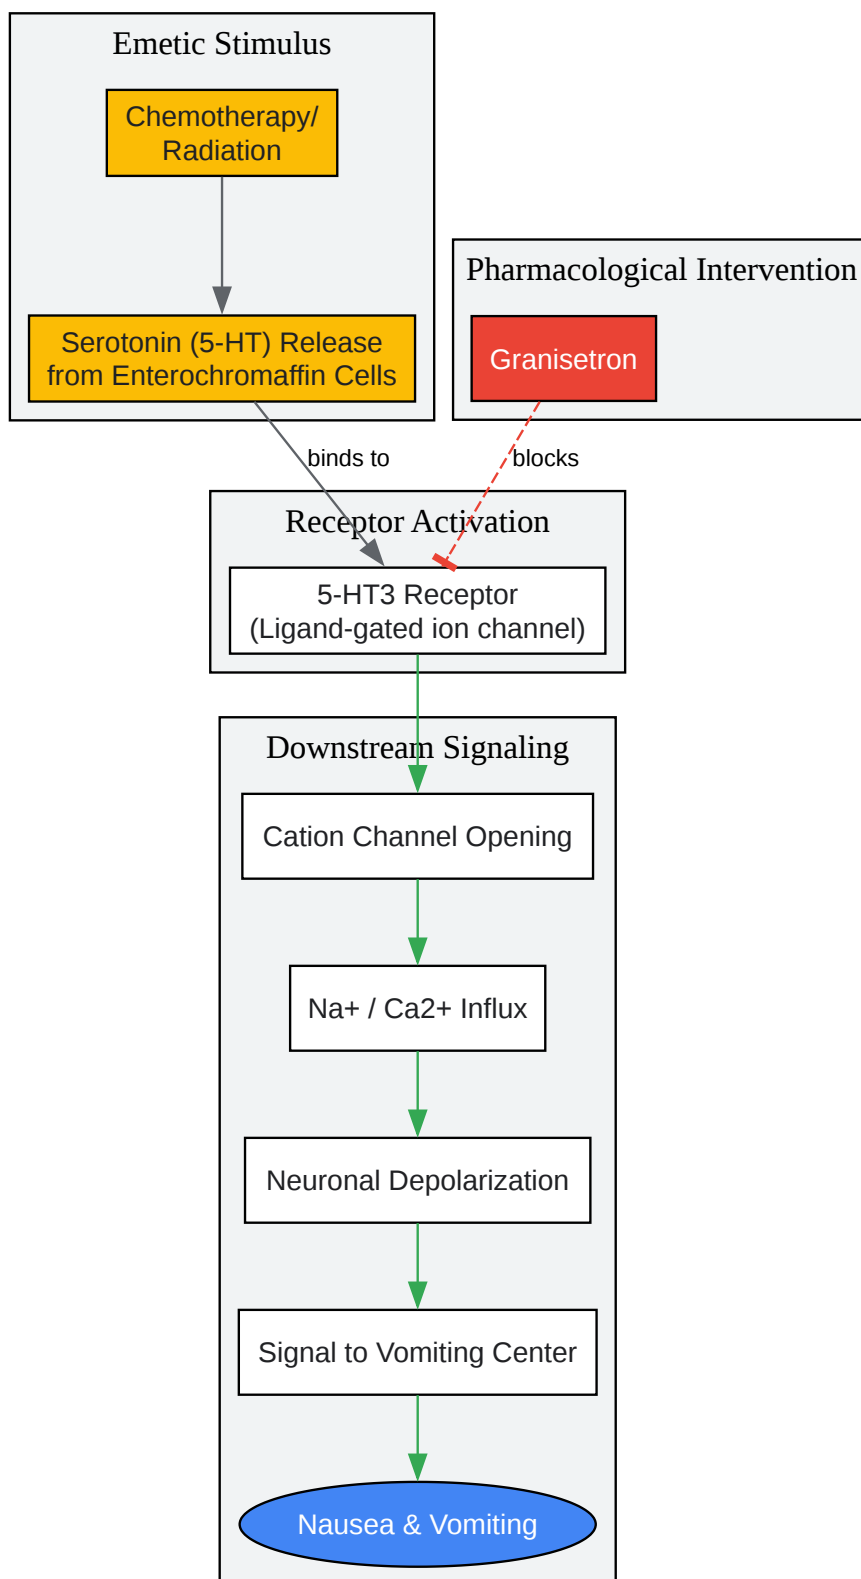 Emetic Stimulus
Chemotherapy/
Radiation
Pharmacological Intervention
Serotonin (5-HT) Release
from Enterochromaffin Cells
Granisetron
binds to
blocks
Receptor Activation
5-HT3 Receptor
(Ligand-gated ion channel)
Downstream Signaling
Cation Channel Opening
Na+ / Ca2+ Influx
Neuronal Depolarization
Signal to Vomiting Center
Nausea & Vomiting